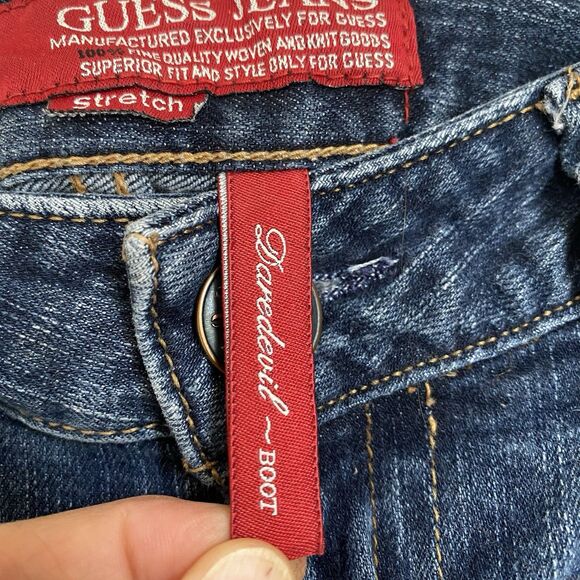 GUESS JEANS
MANUFACTURED EXCLUSIVELY FOR GUESS
100% FINE QUALITY WOVEN AND KNIT GOODS
SUPERIOR FIT AND STYLE ONLY FOR GUESS
stretch
Daredevil ~ BOOT